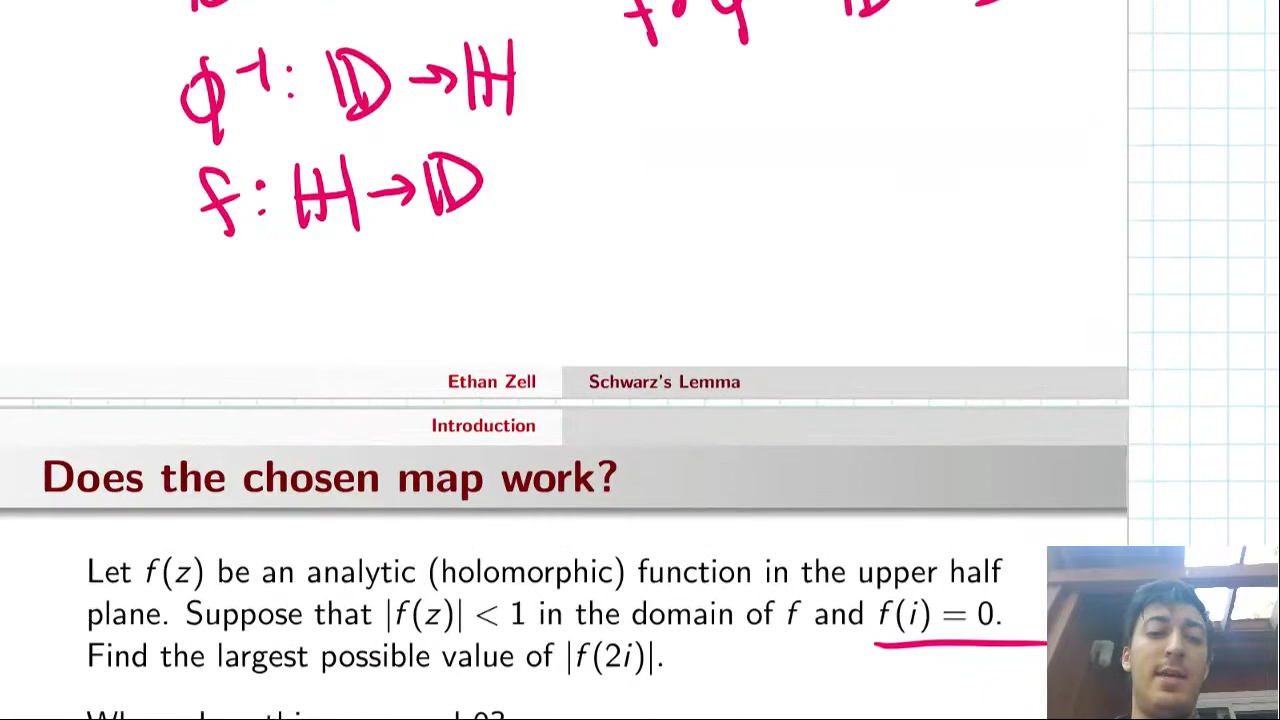 φ⁻¹: 𝔻 → ℍ
f: ℍ → 𝔻
Ethan Zell Schwarz's Lemma
Introduction
Does the chosen map work?
Let f(z) be an analytic (holomorphic) function in the upper half
plane. Suppose that |f(z)| < 1 in the domain of f and f(i) = 0.
Find the largest possible value of |f(2i)|.